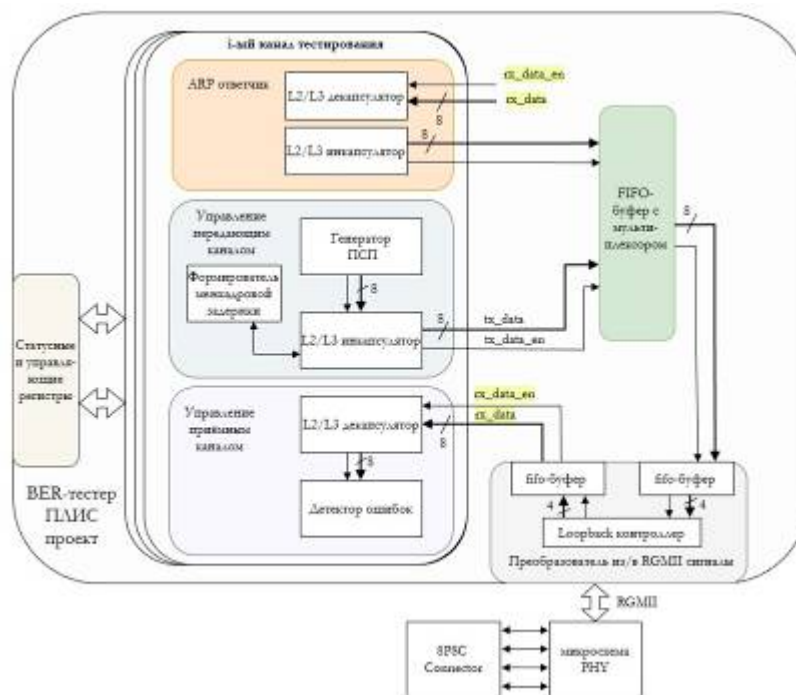 i-ый канал тестирования
ARP ответчик
L2/L3 декапсулятор
rx_data_en
rx_data
8
8
L2/L3 инкапсулятор
8
FIFO-
буфер с
мульти-
плексором
8
Управление
передающим
каналом
Генератор
ПСП
8
Формирователь
межкадровой
задержки
L2/L3 инкапсулятор
8
tx_data
tx_data_en
Статусные
и управля-
ющие
регистры
Управление
приёмным
каналом
L2/L3 декапсулятор
rx_data_en
rx_data
8
8
Детектор ошибок
BER-тестер
ПЛИС
проект
fifo-буфер
fifo-буфер
4
4
Loopback контроллер
Преобразователь из/в RGMII сигналы
RGMII
8P8C
Connector
микросхема
PHY